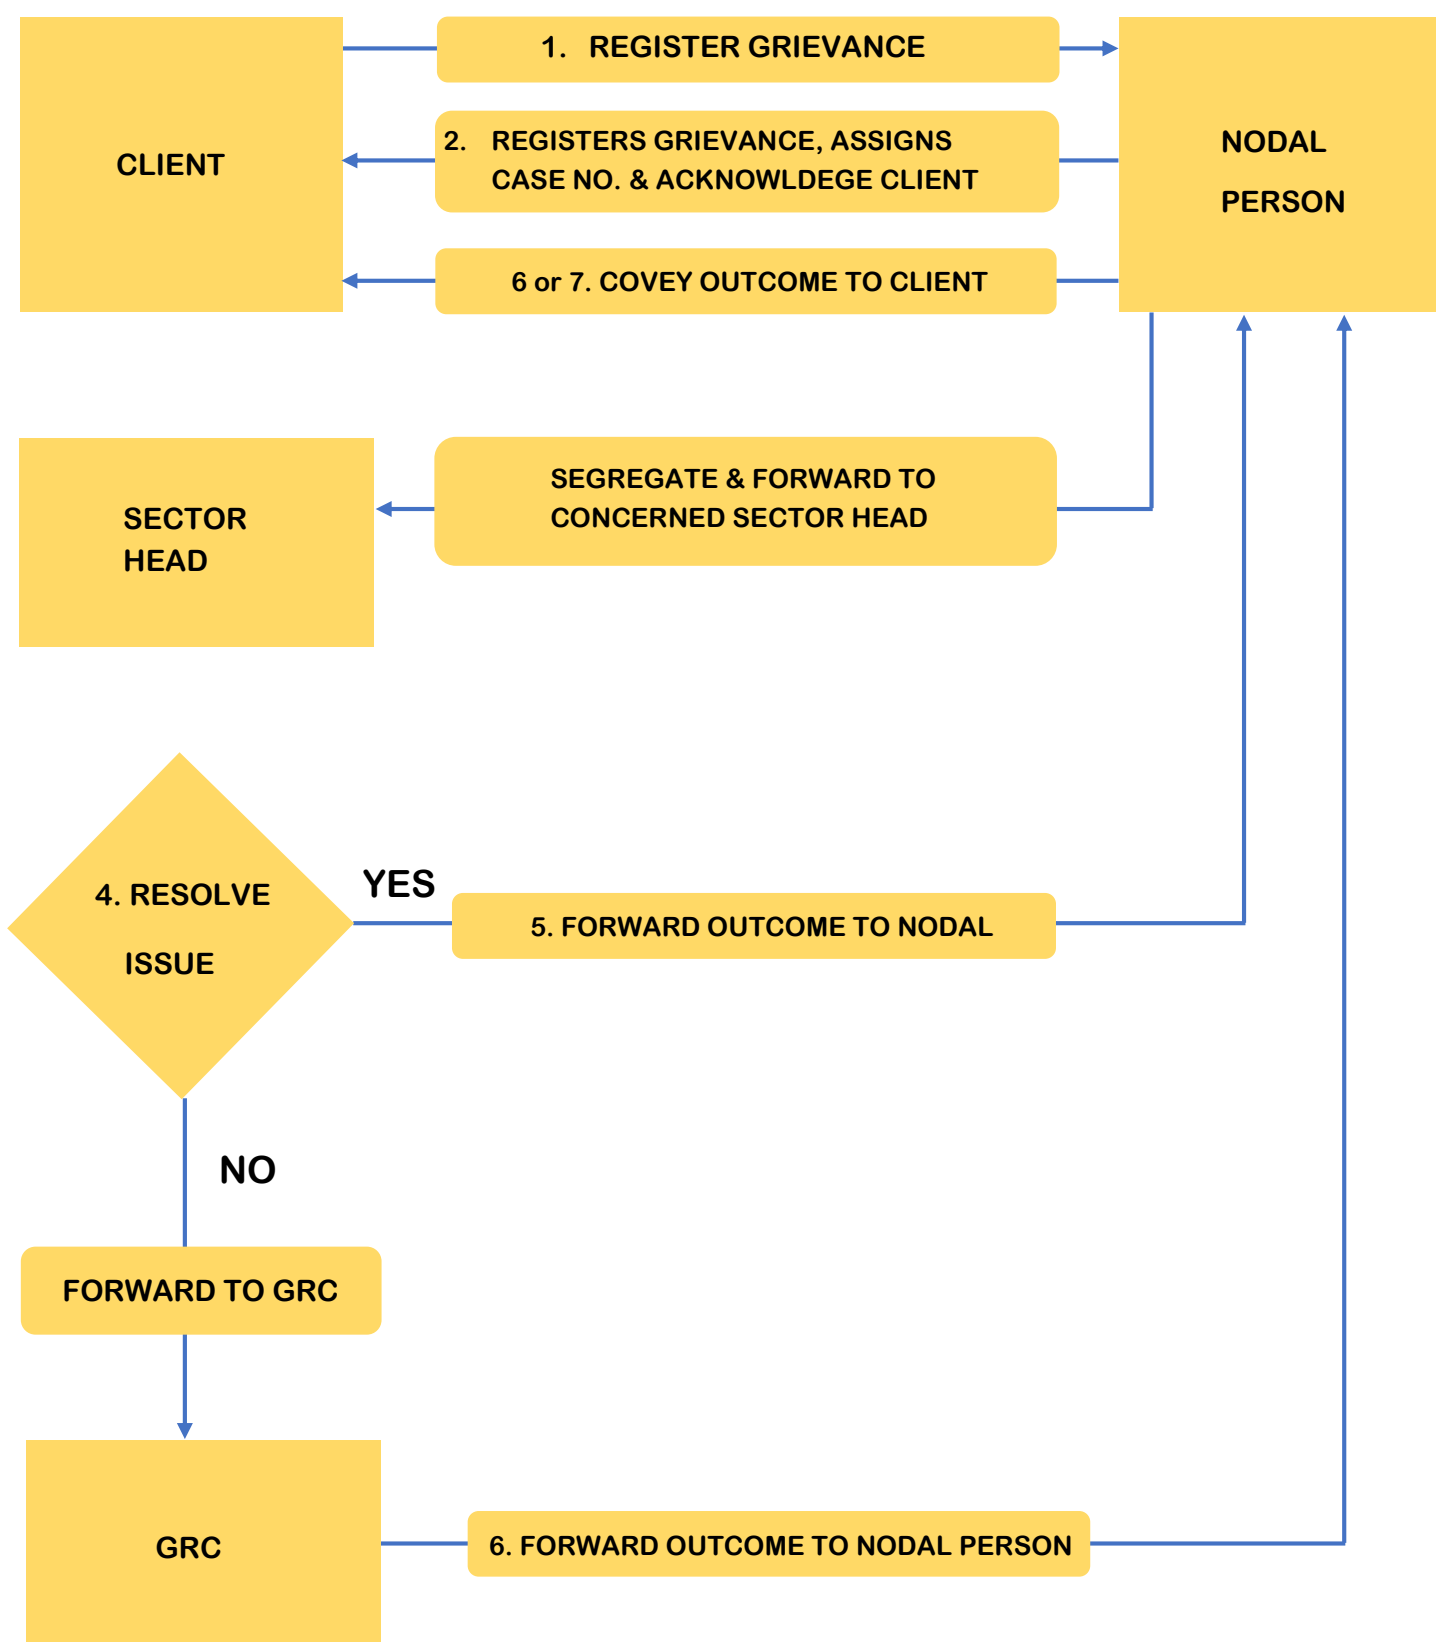 1. REGISTER GRIEVANCE
CLIENT
2. REGISTERS GRIEVANCE, ASSIGNS
CASE NO. & ACKNOWLDEGE CLIENT
NODAL
PERSON
6 or 7. COVEY OUTCOME TO CLIENT
SECTOR
HEAD
SEGREGATE & FORWARD TO
CONCERNED SECTOR HEAD
4. RESOLVE
ISSUE
YES
5. FORWARD OUTCOME TO NODAL
NO
FORWARD TO GRC
GRC
6. FORWARD OUTCOME TO NODAL PERSON